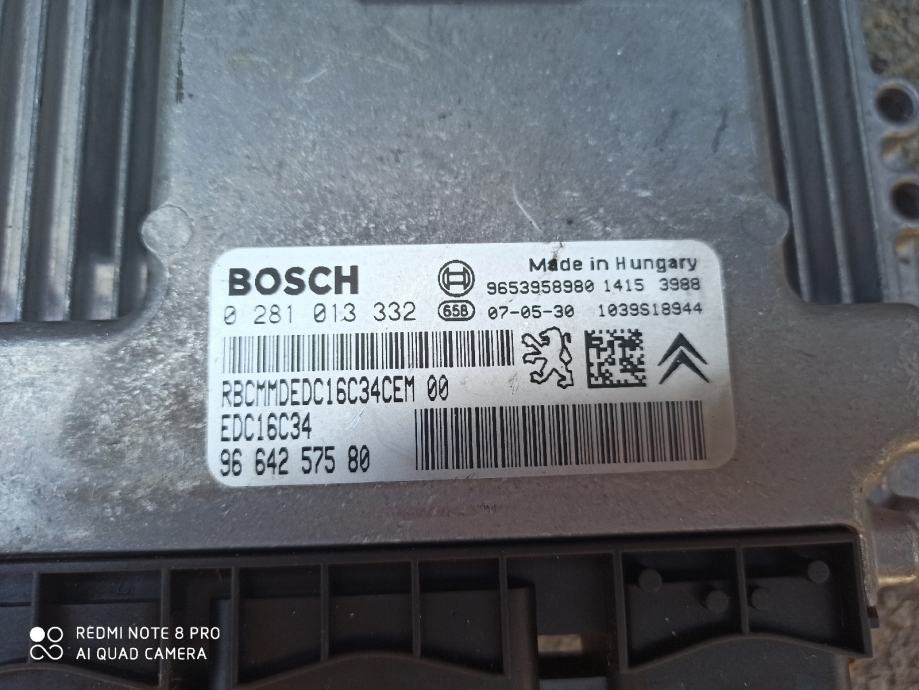 BOSCH
Made in Hungary
9653958980 1415 3988
0 281 013 332 658 07-05-30 1039S18944
RBCMMDEDC16C34CEM 00
EDC16C34
96 642 575 80
REDMI NOTE 8 PRO
AI QUAD CAMERA